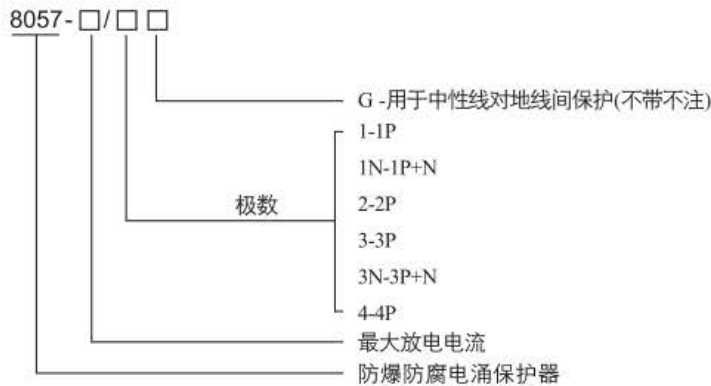 8057-□/□ □
G -用于中性线对地线间保护(不带不注)
1-1P
1N-1P+N
2-2P
极数
3-3P
3N-3P+N
4-4P
最大放电电流
防爆防腐电涌保护器